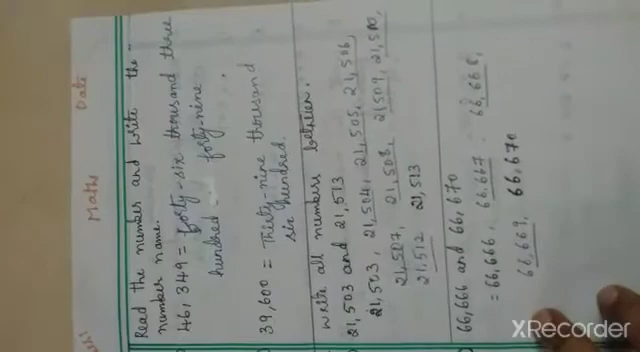 Maths Date
Read the number and write the
number name.
46,349 = Forty-six thousand three
hundred forty-nine
39,600 = Thirty-nine thousand
six hundred.
Write all numbers between.
21,503 and 21,513
21,503, 21,504, 21,505, 21,506,
21,507, 21,508, 21,509, 21,510,
21,512 21,513
66,666 and 66,670
= 66,666, 66,667, 66,668,
66,669, 66,670
XRecorder